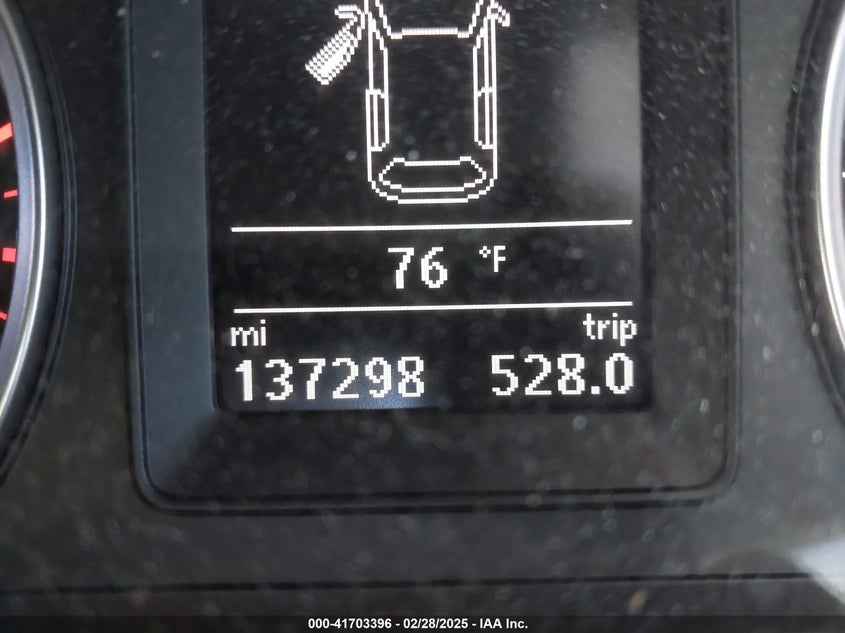 76 °F
mi trip
137298 528.0
000-41703396 - 02/28/2025 - IAA Inc.